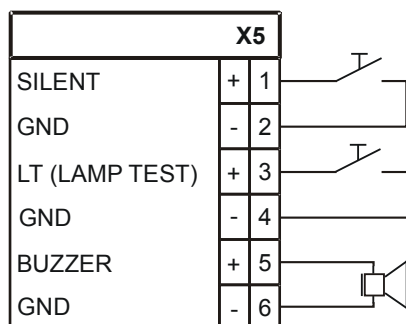 X5
SILENT + 1
GND - 2
LT (LAMP TEST) + 3
GND - 4
BUZZER + 5
GND - 6